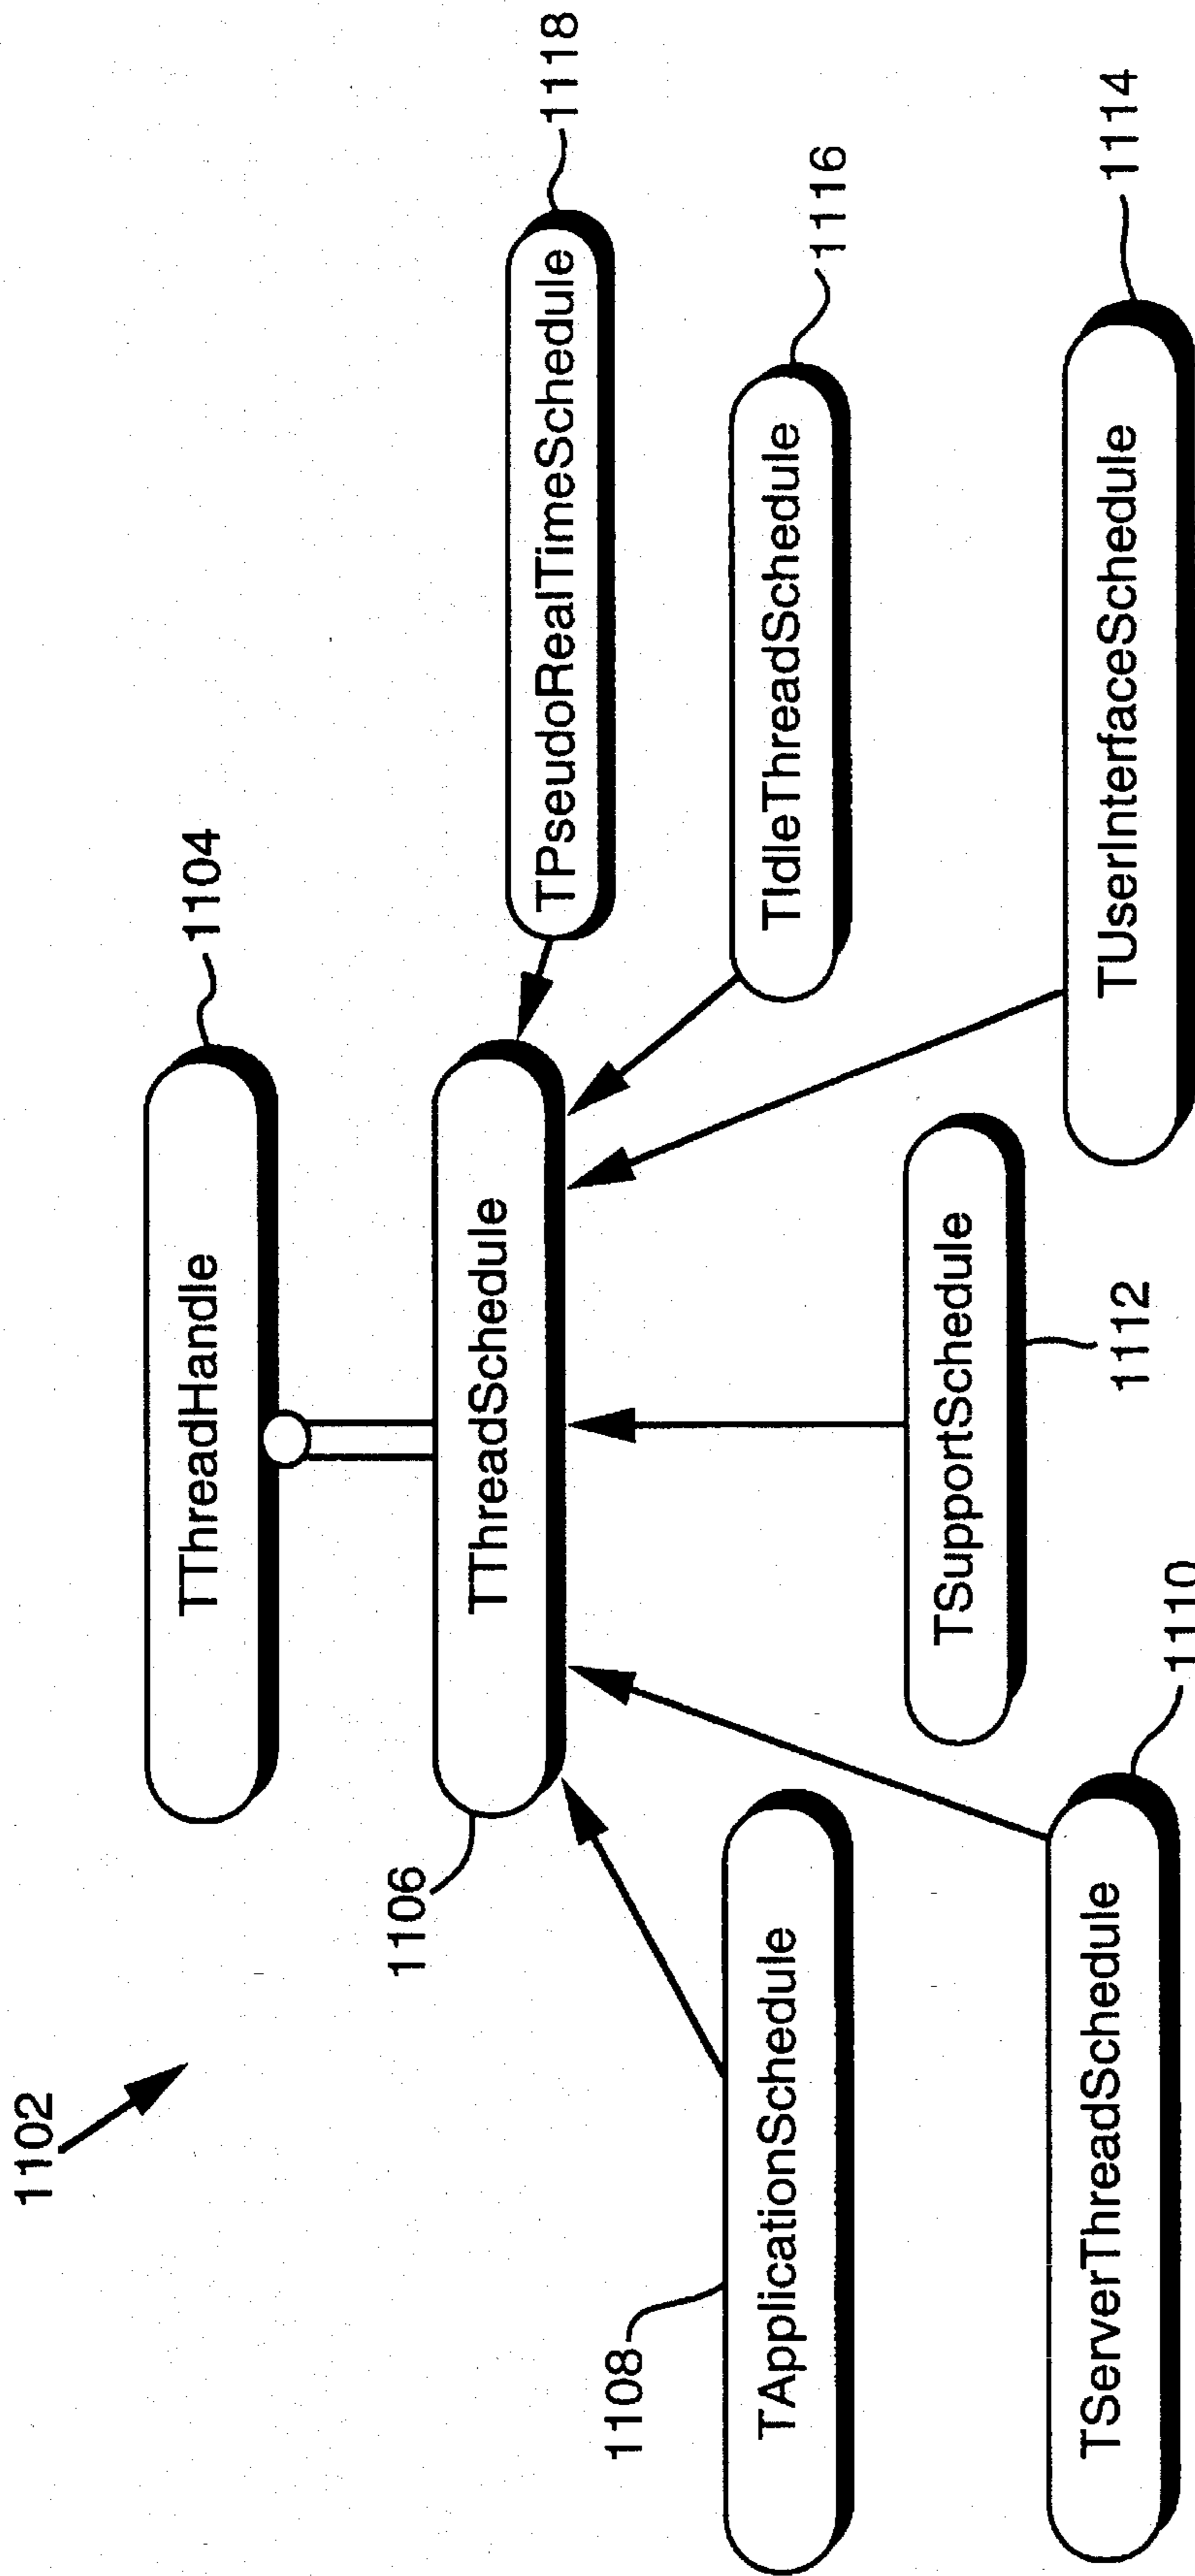 1102
TThreadHandle
1104
1106
TThreadSchedule
TPseudoRealTimeSchedule
1118
1108
TApplicationSchedule
TIdleThreadSchedule
1116
TSupportSchedule
1112
TServerThreadSchedule
1110
TUserInterfaceSchedule
1114